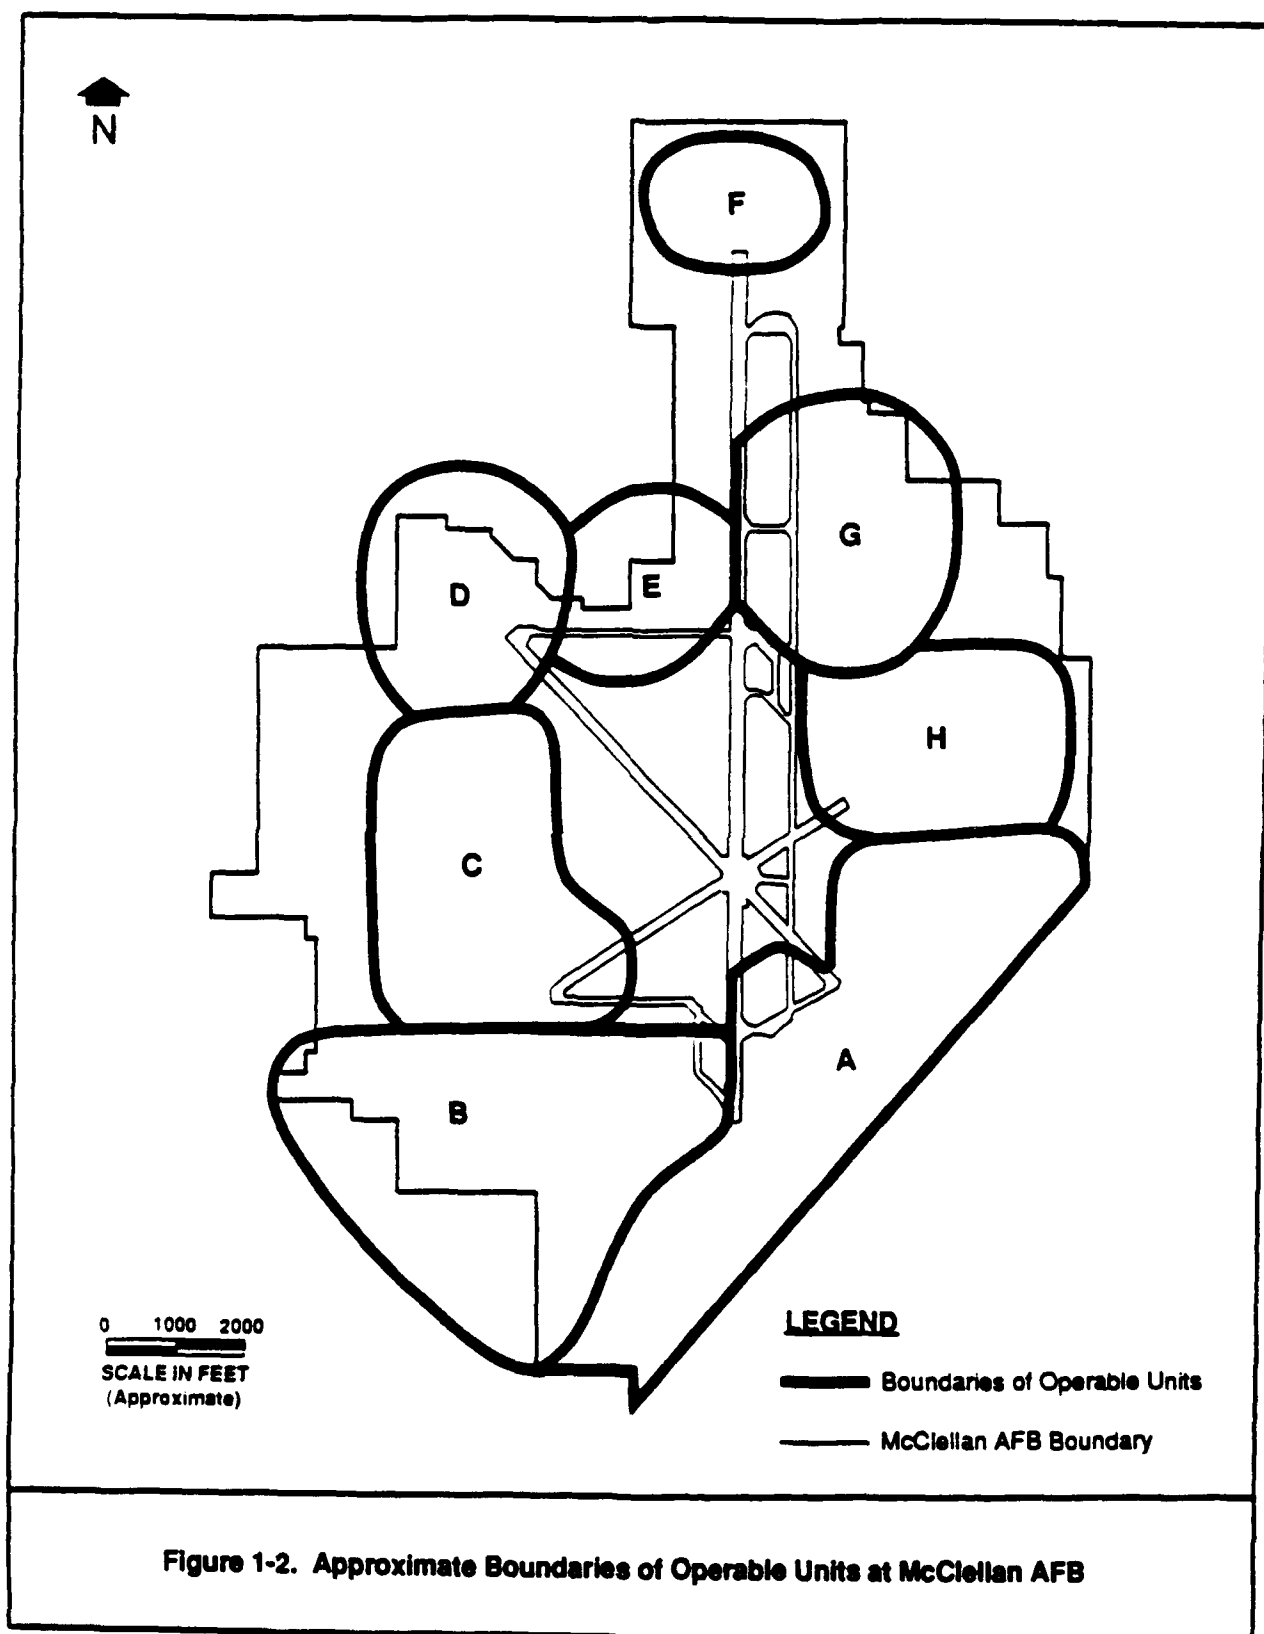 N
F
G
D
E
H
C
A
B
0 1000 2000
SCALE IN FEET
(Approximate)
LEGEND
Boundaries of Operable Units
McClellan AFB Boundary
Figure 1-2. Approximate Boundaries of Operable Units at McClellan AFB